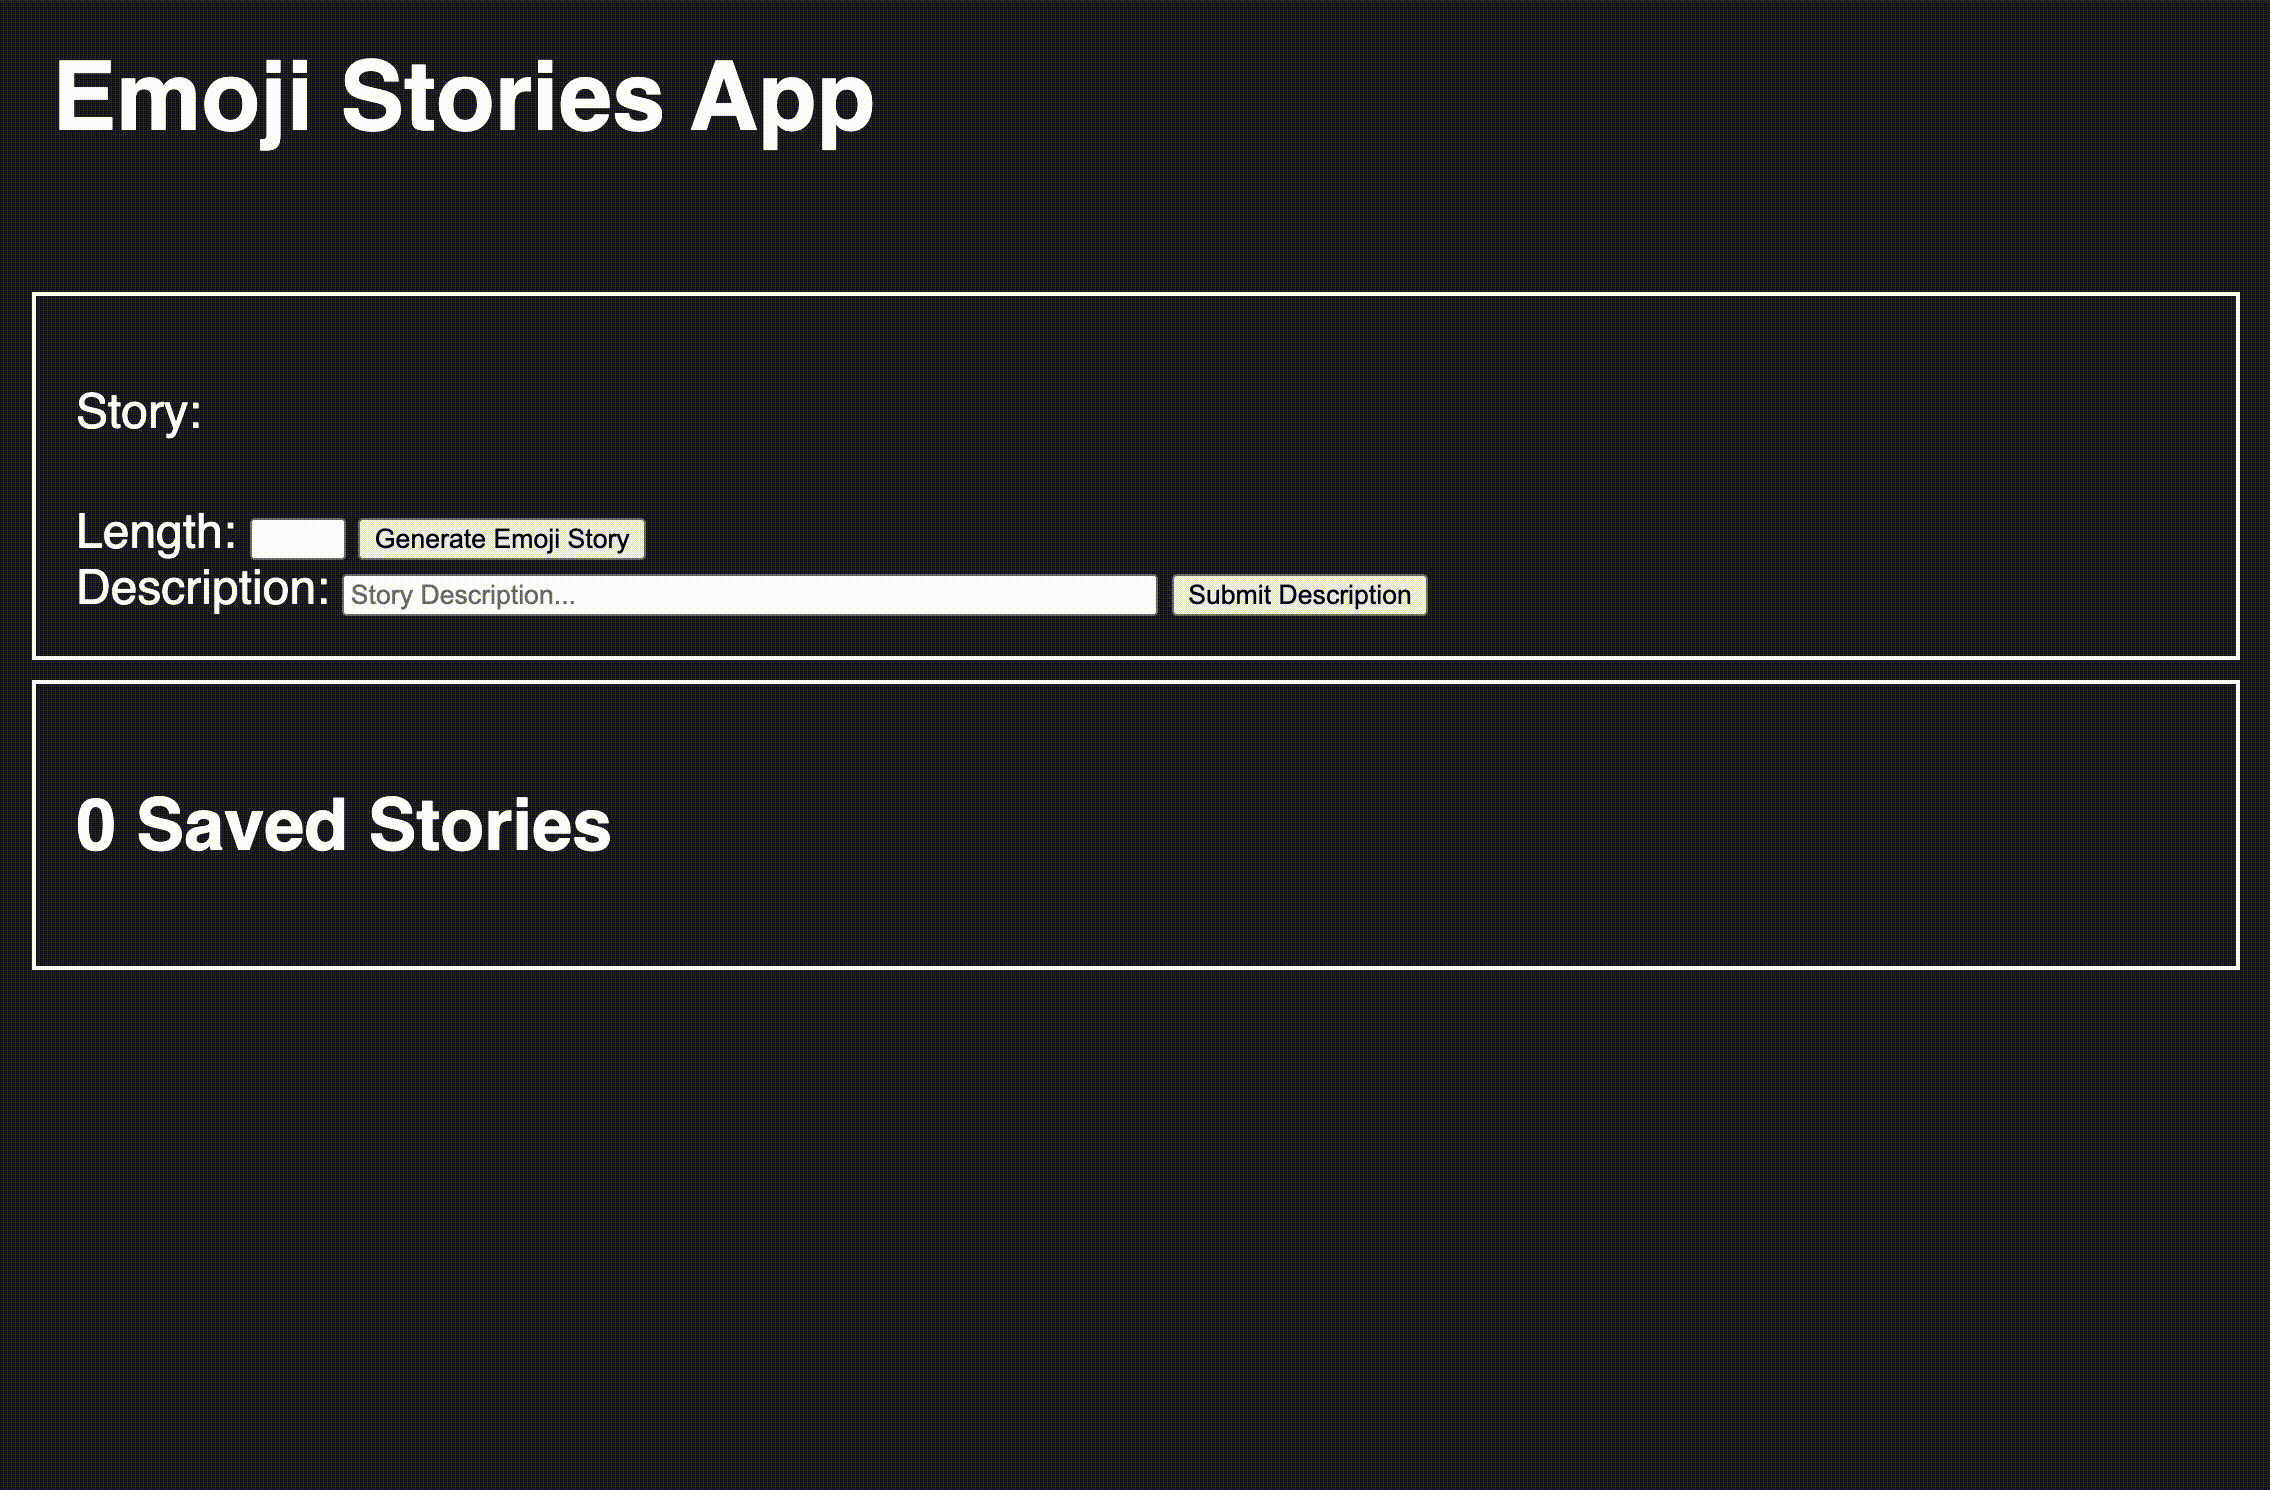 Emoji Stories App
Story:
Length: Generate Emoji Story
Description: Story Description... Submit Description
0 Saved Stories